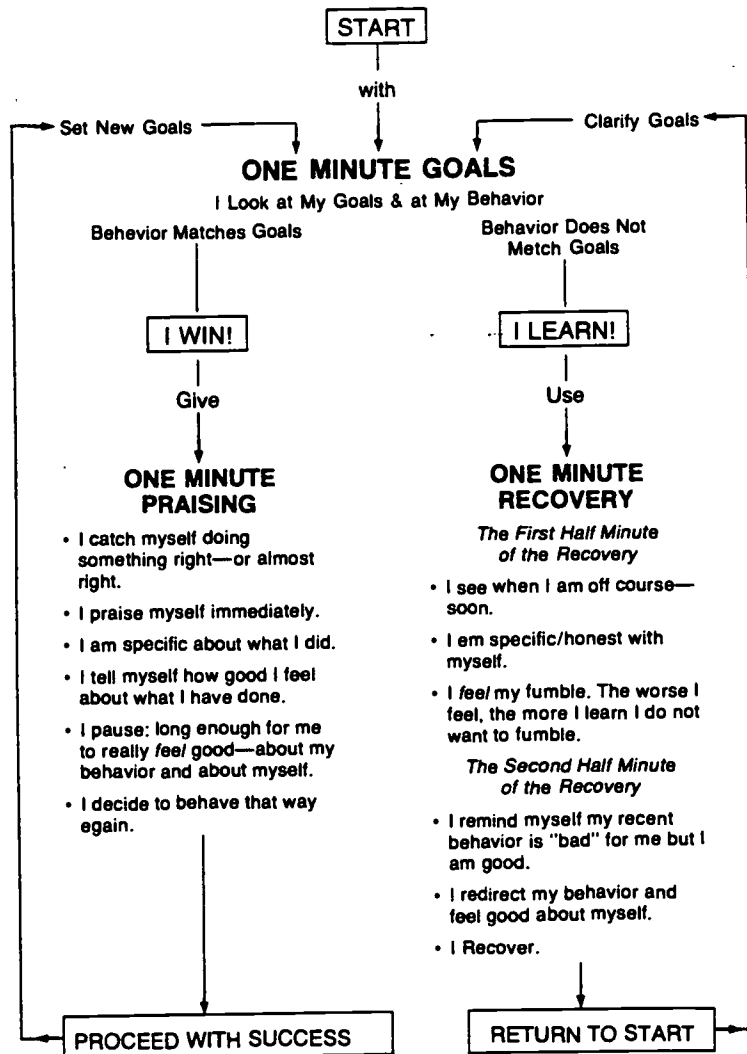 START
with
Set New Goals
Clarify Goals
ONE MINUTE GOALS
I Look at My Goals & at My Behavior
Behevior Matches Goals
Behavior Does Not
Metch Goals
I WIN!
I LEARN!
Give
Use
ONE MINUTE
PRAISING
• I catch myself doing
something right—or almost
right.
• I praise myself immediately.
• I am specific about what I did.
• I tell myself how good I feel
about what I have done.
• I pause: long enough for me
to really feel good—about my
behavior and about myself.
• I decide to behave that way
egain.
ONE MINUTE
RECOVERY
The First Half Minute
of the Recovery
• I see when I am off course—
soon.
• I em specific/honest with
myself.
• I feel my fumble. The worse I
feel, the more I learn I do not
want to fumble.
The Second Half Minute
of the Recovery
• I remind myself my recent
behavior is "bad" for me but I
am good.
• I redirect my behavior and
feel good about myself.
• I Recover.
PROCEED WITH SUCCESS
RETURN TO START